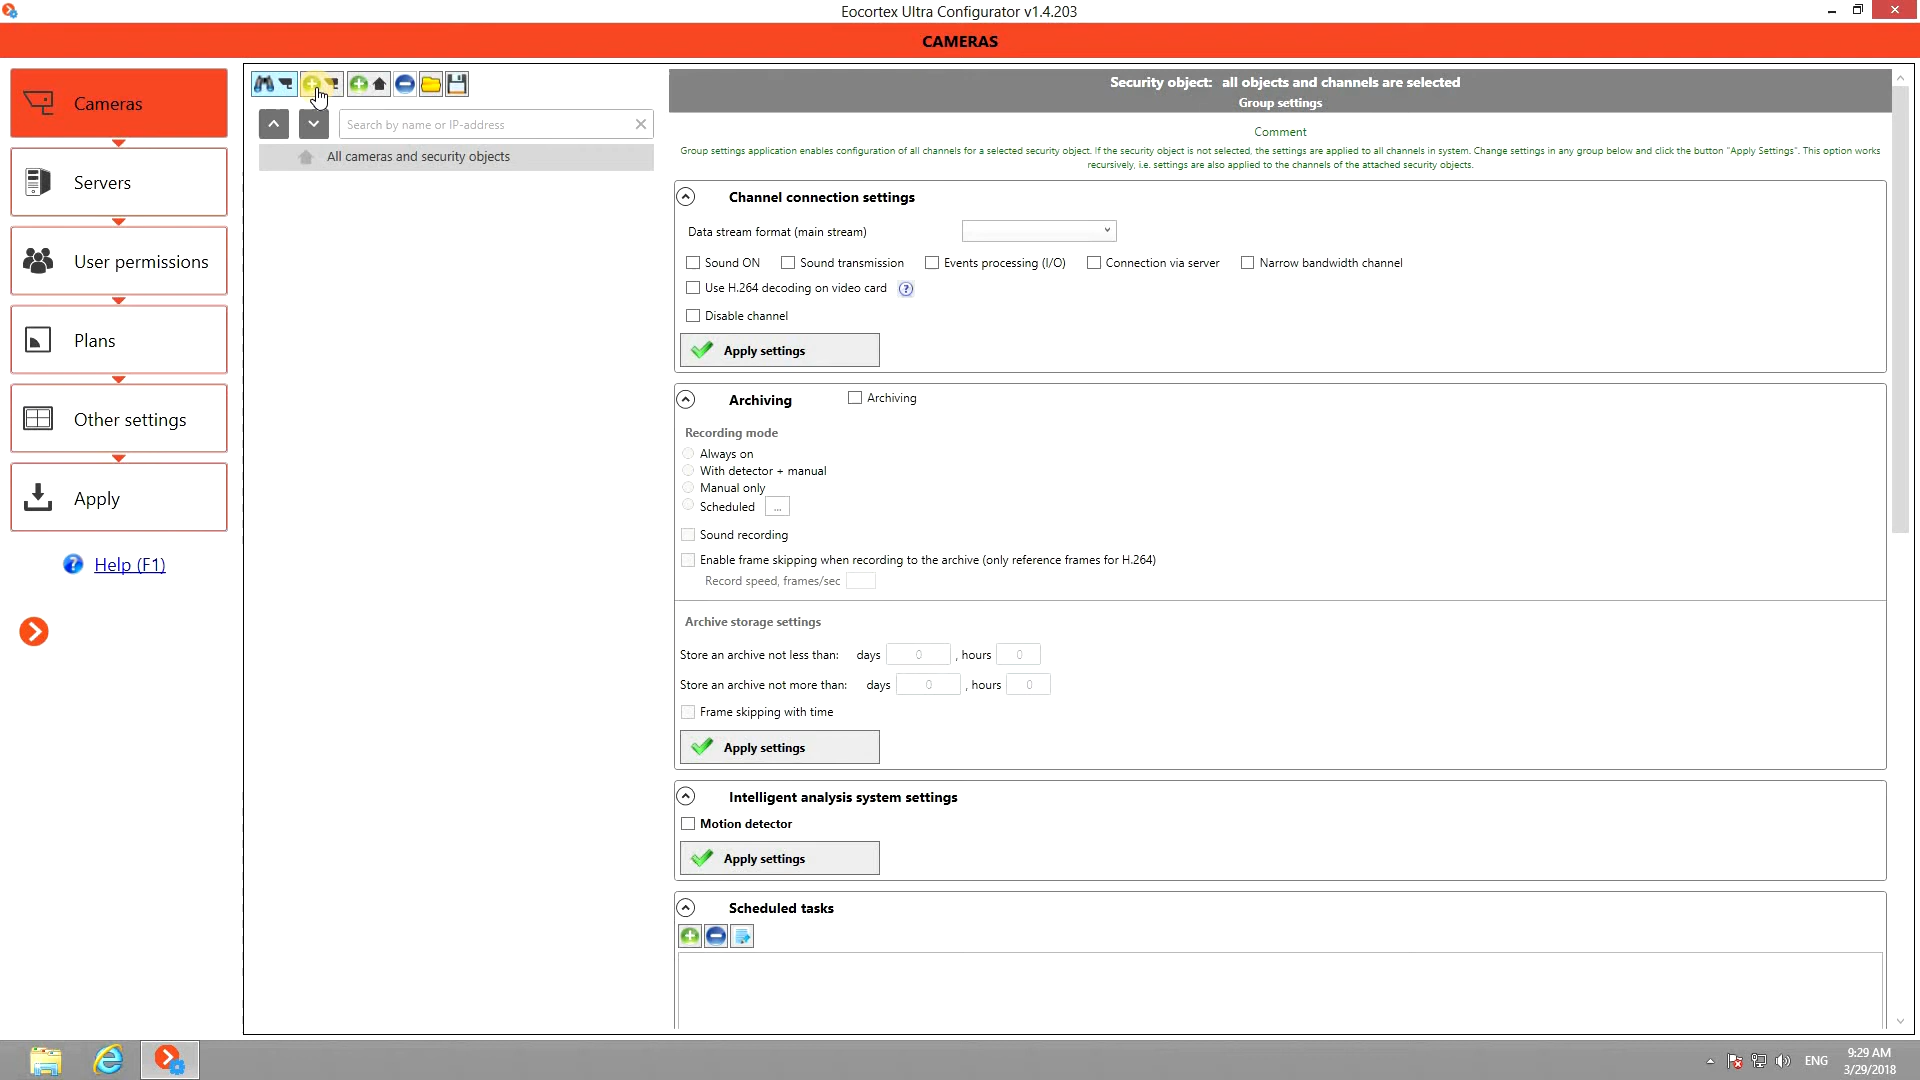 Eocortex Ultra Configurator v1.4.203
CAMERAS
Cameras
Servers
User permissions
Plans
Other settings
Apply
Help (F1)
Search by name or IP-address
All cameras and security objects
Security object: all objects and channels are selected
Group settings
Comment
Group settings application enables configuration of all channels for a selected security object. If the security object is not selected, the settings are applied to all channels in system. Change settings in any group below and click the button "Apply Settings". This option works
recursively, i.e. settings are also applied to the channels of the attached security objects.
Channel connection settings
Data stream format (main stream)
Sound ON Sound transmission Events processing (I/O) Connection via server Narrow bandwidth channel
Use H.264 decoding on video card ?
Disable channel
Apply settings
Archiving Archiving
Recording mode
Always on
With detector + manual
Manual only
Scheduled ...
Sound recording
Enable frame skipping when recording to the archive (only reference frames for H.264)
Record speed, frames/sec
Archive storage settings
Store an archive not less than: days 0 , hours 0
Store an archive not more than: days 0 , hours 0
Frame skipping with time
Apply settings
Intelligent analysis system settings
Motion detector
Apply settings
Scheduled tasks
ENG
9:29 AM
3/29/2018